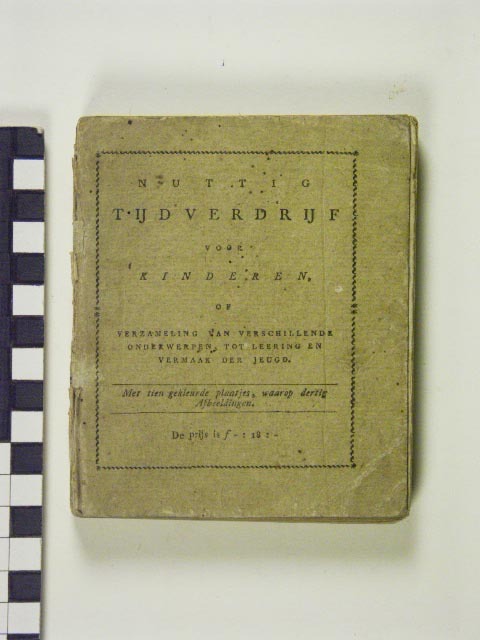 NUTTIG
TIJDVERDRIJF
VOOR
KINDEREN,
OF
VERZAMELING VAN VERSCHILLENDE
ONDERWERPEN, TOT LEERING EN
VERMAAK DER JEUGD.
Met tien gekleurde plaatjes, waarop dertig
Afbeeldingen.
De prijs is f - : 18 : -